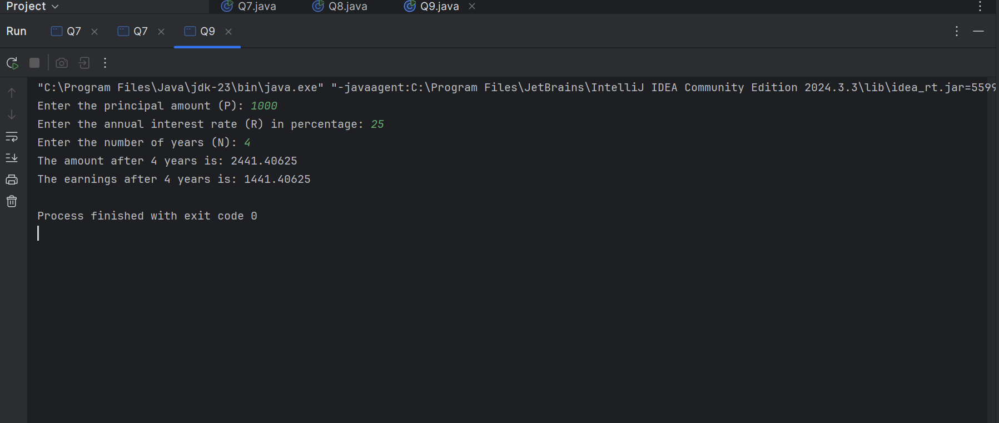 Project
Q7.java Q8.java Q9.java
Run Q7 Q7 Q9
"C:\Program Files\Java\jdk-23\bin\java.exe" "-javaagent:C:\Program Files\JetBrains\IntelliJ IDEA Community Edition 2024.3.3\lib\idea_rt.jar=5599
Enter the principal amount (P): 1000
Enter the annual interest rate (R) in percentage: 25
Enter the number of years (N): 4
The amount after 4 years is: 2441.40625
The earnings after 4 years is: 1441.40625
Process finished with exit code 0